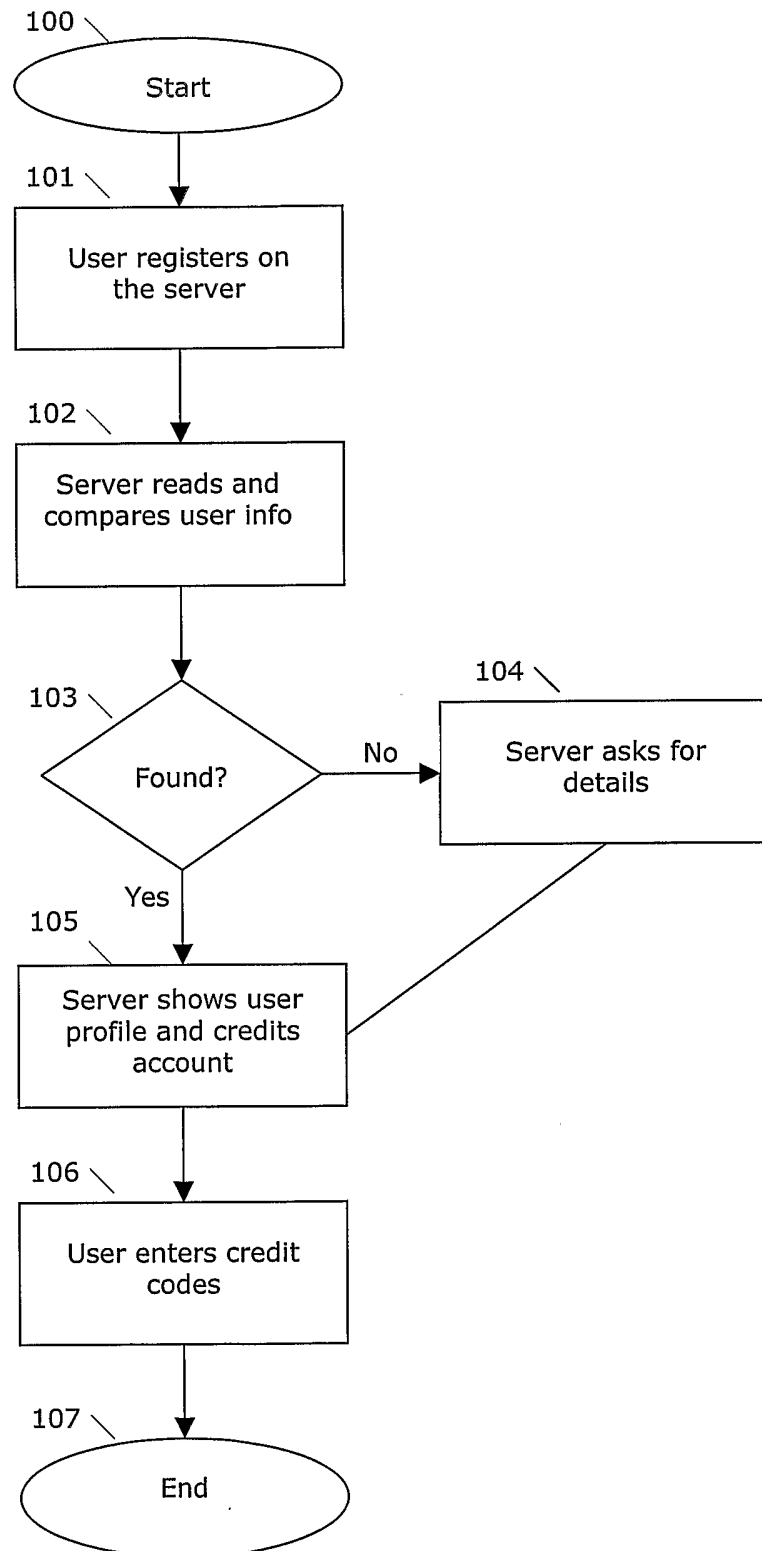 100
Start
101
User registers on
the server
102
Server reads and
compares user info
103
Found?
No
104
Server asks for
details
Yes
105
Server shows user
profile and credits
account
106
User enters credit
codes
107
End